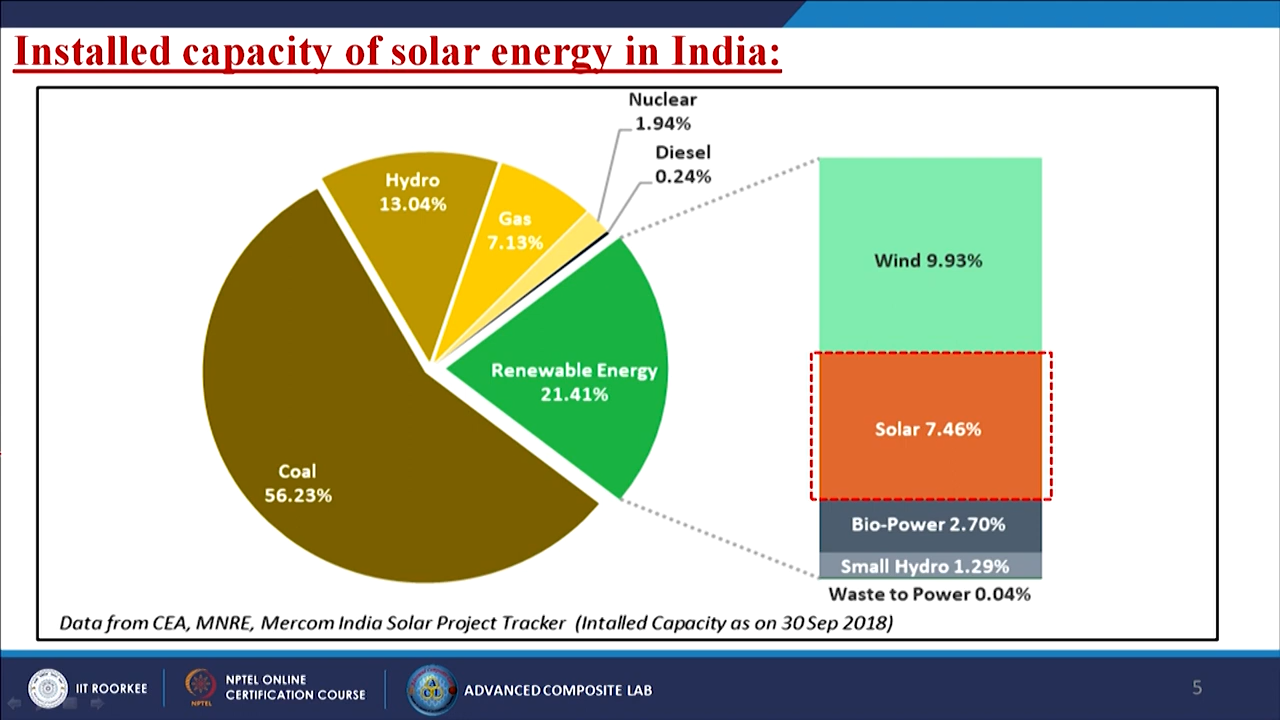 Installed capacity of solar energy in India:
Nuclear
1.94%
Diesel
0.24%
Hydro
13.04%
Gas
7.13%
Renewable Energy
21.41%
Coal
56.23%
Wind 9.93%
Solar 7.46%
Bio-Power 2.70%
Small Hydro 1.29%
Waste to Power 0.04%
Data from CEA, MNRE, Mercom India Solar Project Tracker (Intalled Capacity as on 30 Sep 2018)
IIT ROORKEE
NPTEL
NPTEL ONLINE
CERTIFICATION COURSE
ACL
ADVANCED COMPOSITE LAB
5